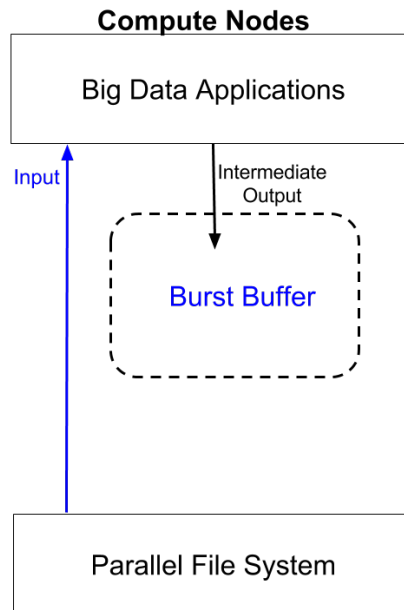 Compute Nodes
Big Data Applications
Input
Intermediate
Output
Burst Buffer
Parallel File System